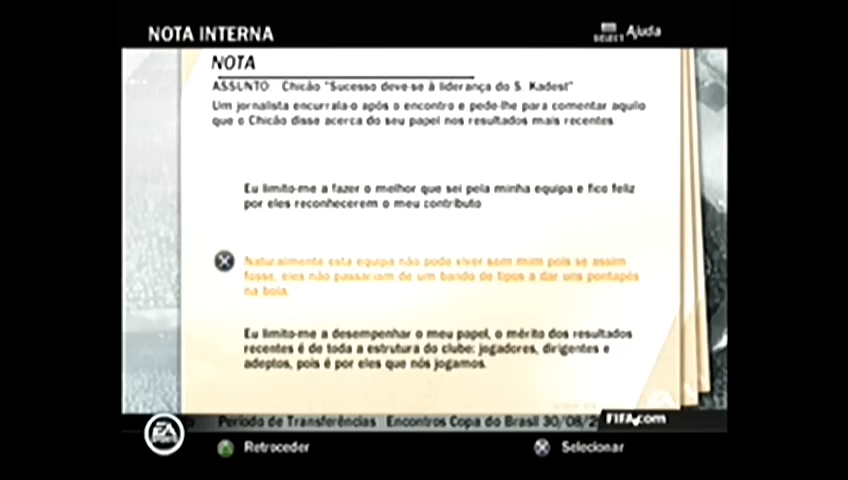 NOTA INTERNA
SELECT Ajuda
NOTA
ASSUNTO: Chicão "Sucesso deve-se à liderança do S. Kadest"
Um jornalista encurrala-o após o encontro e pede-lhe para comentar aquilo
que o Chicão disse acerca do seu papel nos resultados mais recentes
Eu limito-me a fazer o melhor que sei pela minha equipa e fico feliz
por eles reconhecerem o meu contributo
Naturalmente esta equipa não pode viver sem mim pois se assim
fosse, eles não passariam de um bando de tipos a dar uns pontapés
na bola.
Eu limito-me a desempenhar o meu papel, o mérito dos resultados
recentes é de toda a estrutura do clube: jogadores, dirigentes e
adeptos, pois é por eles que nós jogamos.
Período de Transferências Encontros Copa do Brasil 30/08/2
FIFA.com
EA SPORTS
Retroceder
Selecionar